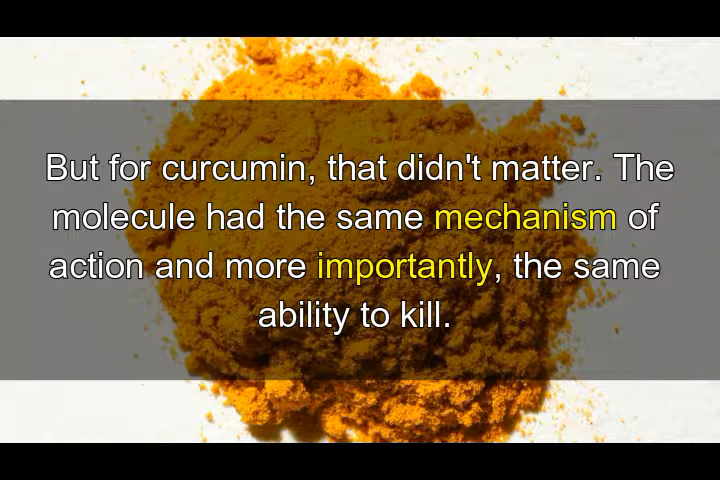 But for curcumin, that didn't matter. The
molecule had the same mechanism of
action and more importantly, the same
ability to kill.